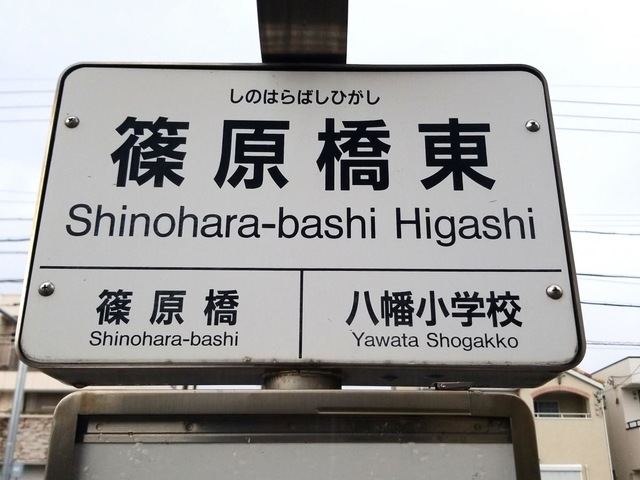 しのはらばしひがし
篠原橋東
Shinohara-bashi Higashi
篠原橋
Shinohara-bashi
八幡小学校
Yawata Shogakko